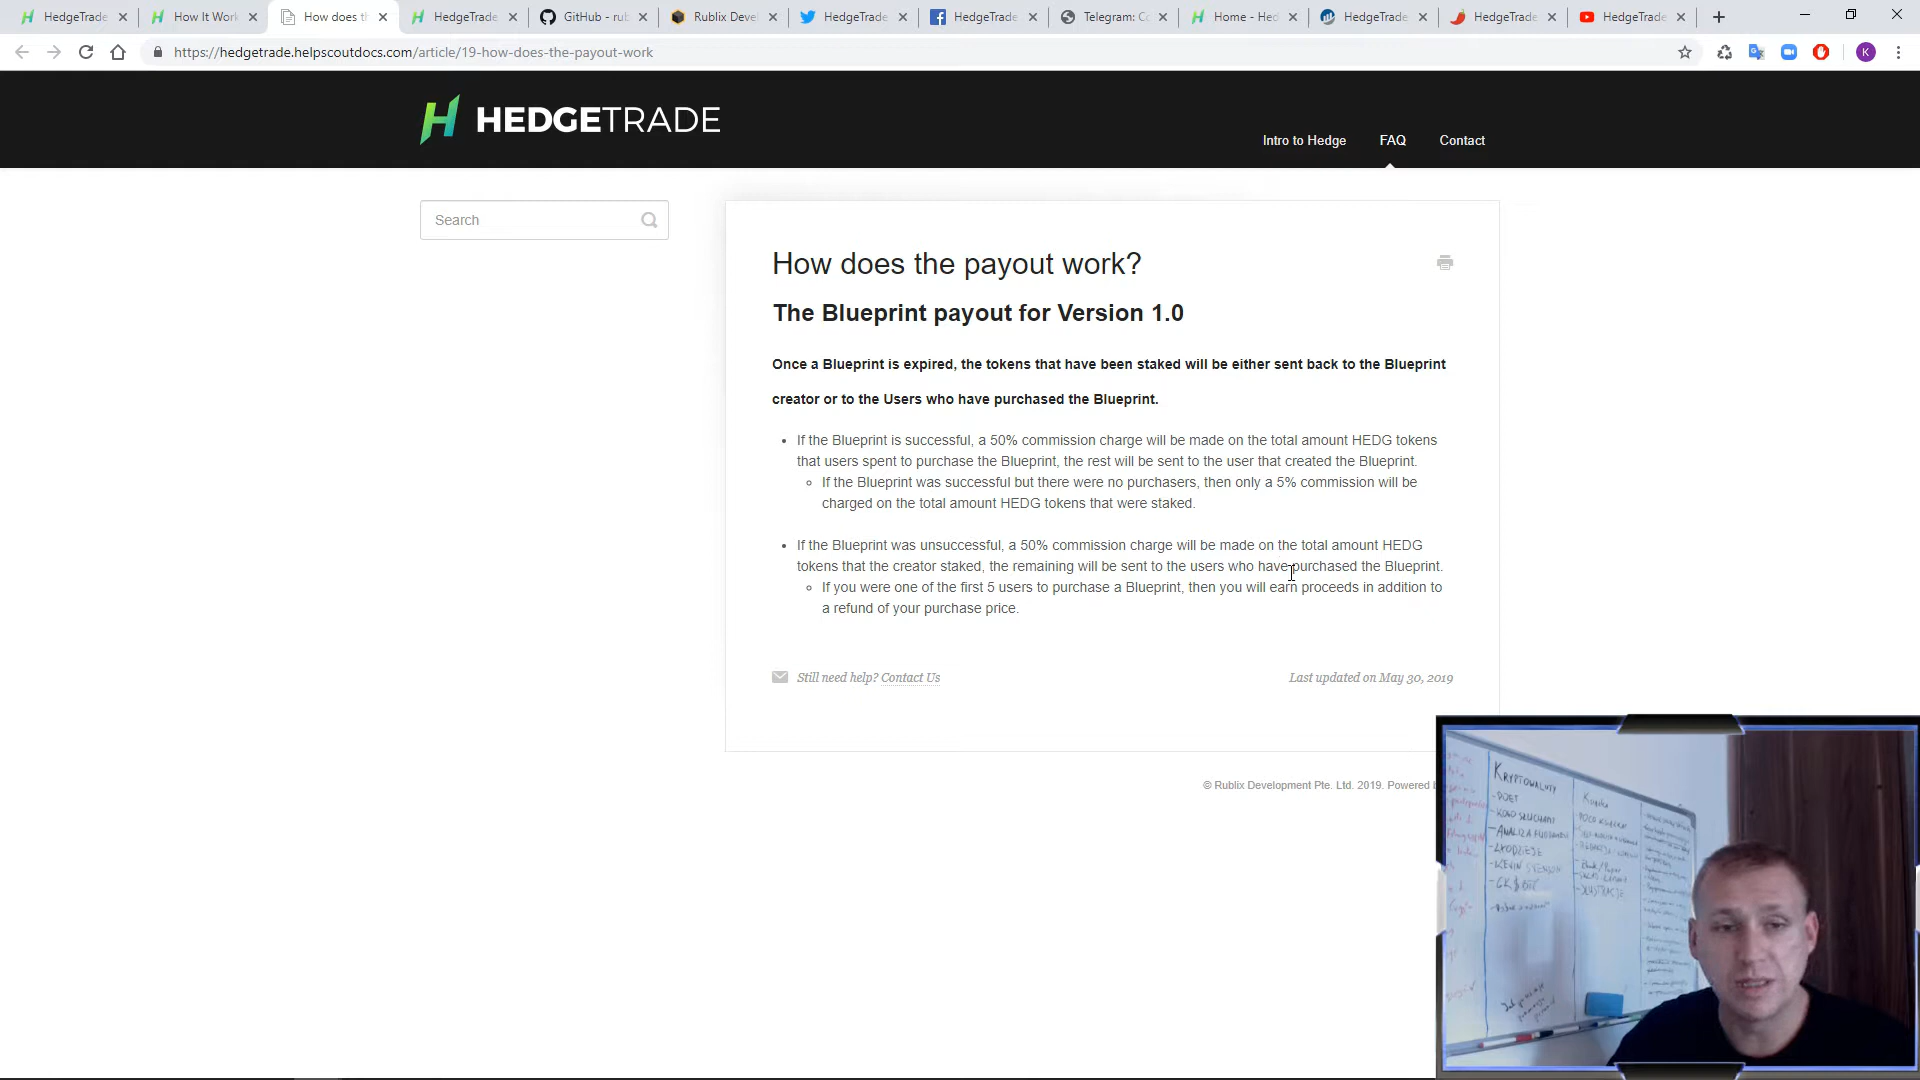 HedgeTrade
How It Work
How does th
HedgeTrade
GitHub - rub
Rublix Devel
HedgeTrade
HedgeTrade
Telegram: Co
Home - Hed
HedgeTrade
HedgeTrade
HedgeTrade
https://hedgetrade.helpscoutdocs.com/article/19-how-does-the-payout-work
K
HEDGETRADE
Intro to Hedge FAQ Contact
Search
How does the payout work?
The Blueprint payout for Version 1.0
Once a Blueprint is expired, the tokens that have been staked will be either sent back to the Blueprint
creator or to the Users who have purchased the Blueprint.
If the Blueprint is successful, a 50% commission charge will be made on the total amount HEDG tokens
that users spent to purchase the Blueprint, the rest will be sent to the user that created the Blueprint.
If the Blueprint was successful but there were no purchasers, then only a 5% commission will be
charged on the total amount HEDG tokens that were staked.
If the Blueprint was unsuccessful, a 50% commission charge will be made on the total amount HEDG
tokens that the creator staked, the remaining will be sent to the users who have purchased the Blueprint.
If you were one of the first 5 users to purchase a Blueprint, then you will earn proceeds in addition to
a refund of your purchase price.
Still need help? Contact Us
Last updated on May 30, 2019
© Rublix Development Pte. Ltd. 2019. Powered
KRYPTOWALUTY
- POET
- KOŁO SŁUCHAM
- ANALIZA
- KEVIN